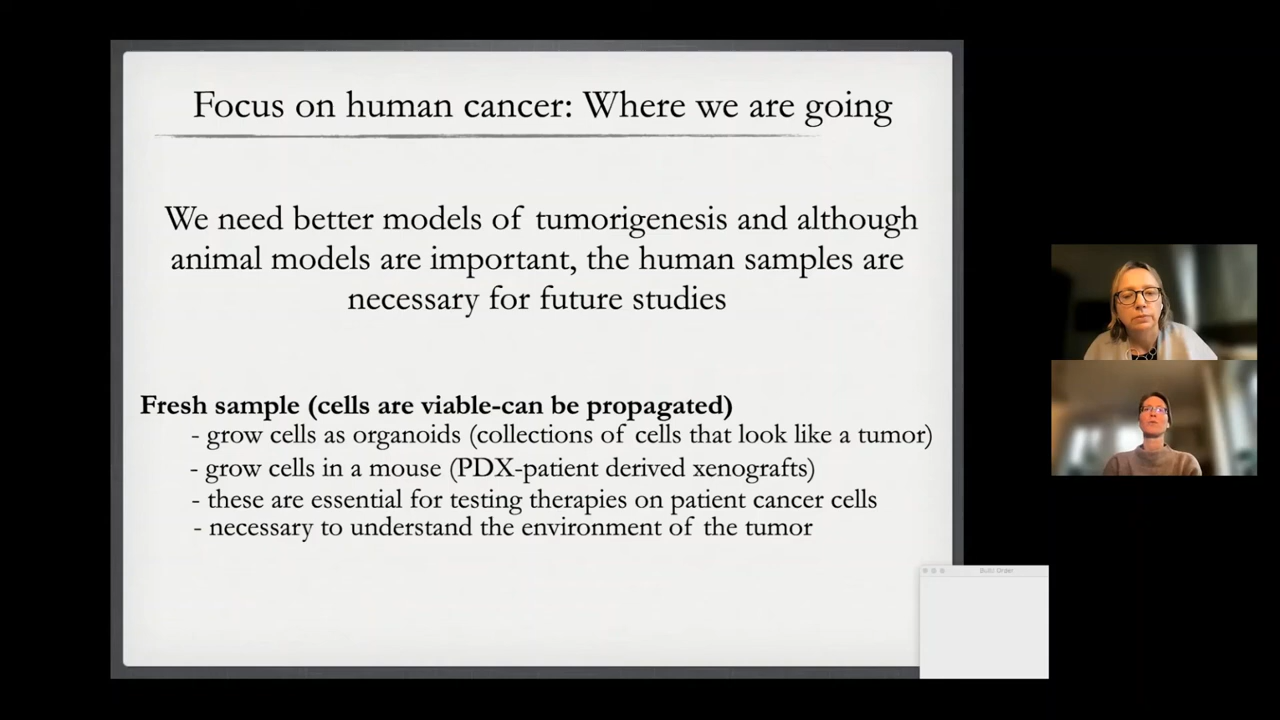 Focus on human cancer: Where we are going
We need better models of tumorigenesis and although
animal models are important, the human samples are
necessary for future studies
Fresh sample (cells are viable-can be propagated)
- grow cells as organoids (collections of cells that look like a tumor)
- grow cells in a mouse (PDX-patient derived xenografts)
- these are essential for testing therapies on patient cancer cells
- necessary to understand the environment of the tumor
Build Order